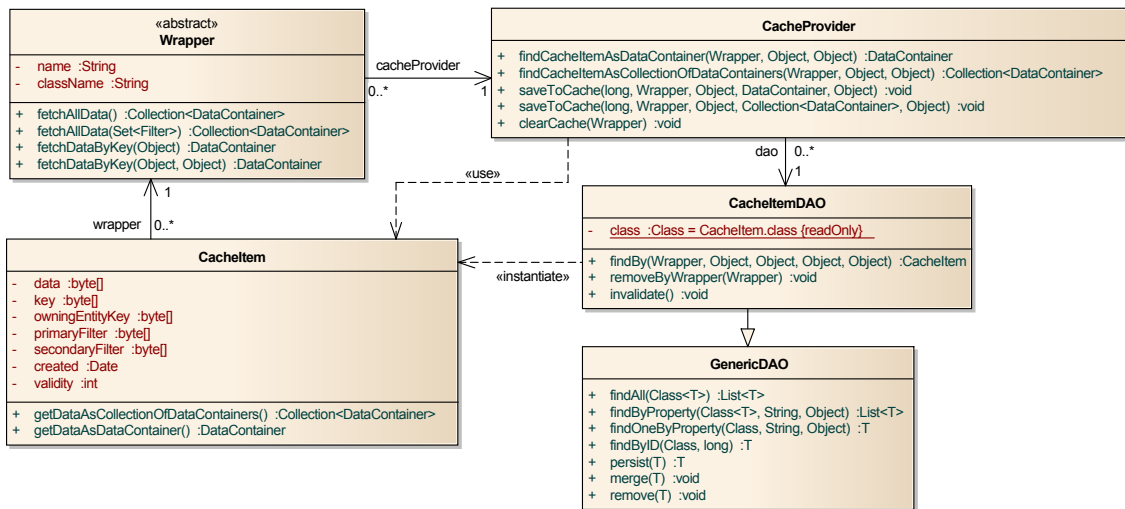 «abstract»
Wrapper
- name :String
- className :String
+ fetchAllData() :Collection<DataContainer>
+ fetchAllData(Set<Filter>) :Collection<DataContainer>
+ fetchDataByKey(Object) :DataContainer
+ fetchDataByKey(Object, Object) :DataContainer
cacheProvider
0..*
1
CacheProvider
+ findCacheItemAsDataContainer(Wrapper, Object, Object) :DataContainer
+ findCacheItemAsCollectionOfDataContainers(Wrapper, Object, Object) :Collection<DataContainer>
+ saveToCache(long, Wrapper, Object, DataContainer, Object) :void
+ saveToCache(long, Wrapper, Object, Collection<DataContainer>, Object) :void
+ clearCache(Wrapper) :void
dao
0..*
1
«use»
1
wrapper
0..*
CacheItemDAO
- class :Class = CacheItem.class {readOnly}
+ findBy(Wrapper, Object, Object, Object, Object) :CacheItem
+ removeByWrapper(Wrapper) :void
+ invalidate() :void
«instantiate»
CacheItem
- data :byte[]
- key :byte[]
- owningEntityKey :byte[]
- primaryFilter :byte[]
- secondaryFilter :byte[]
- created :Date
- validity :int
+ getDataAsCollectionOfDataContainers() :Collection<DataContainer>
+ getDataAsDataContainer() :DataContainer
GenericDAO
+ findAll(Class<T>) :List<T>
+ findByProperty(Class<T>, String, Object) :List<T>
+ findOneByProperty(Class, String, Object) :T
+ findByID(Class, long) :T
+ persist(T) :T
+ merge(T) :void
+ remove(T) :void